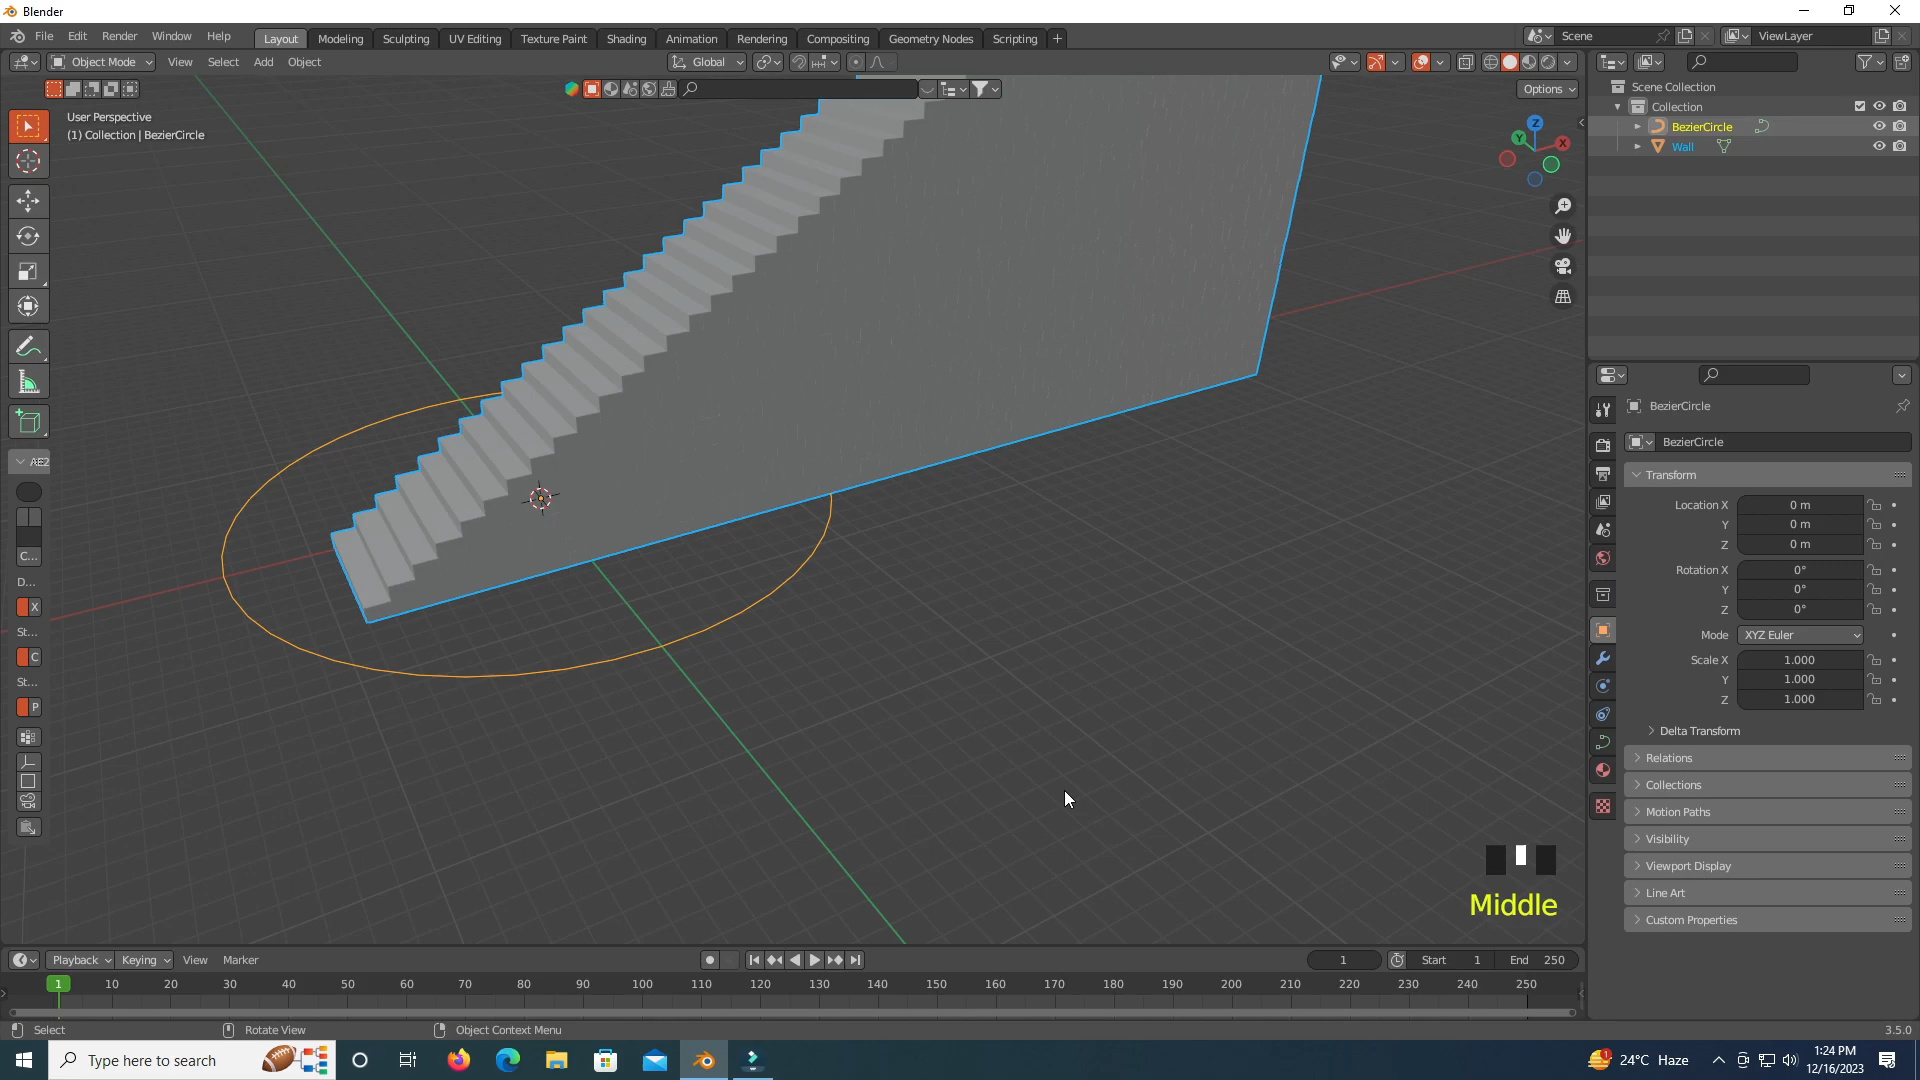 Blender
File Edit Render Window Help Layout Modeling Sculpting UV Editing Texture Paint Shading Animation Rendering Compositing Geometry Nodes Scripting + Scene ViewLayer
Object Mode View Select Add Object Global
Options
User Perspective
(1) Collection | BezierCircle
Scene Collection
Collection
BezierCircle
Wall
Z
Y
X
BezierCircle
BezierCircle
Transform
Location X 0 m
Y 0 m
Z 0 m
Rotation X 0°
Y 0°
Z 0°
Mode XYZ Euler
Scale X 1.000
Y 1.000
Z 1.000
Delta Transform
Relations
Collections
Motion Paths
Visibility
Viewport Display
Line Art
Custom Properties
C...
D...
X
St...
C
St...
P
Middle
Playback Keying View Marker 1 Start 1 End 250
1 10 20 30 40 50 60 70 80 90 100 110 120 130 140 150 160 170 180 190 200 210 220 230 240 250
Select Rotate View Object Context Menu 3.5.0
Type here to search 1 24°C Haze 1:24 PM
12/16/2023